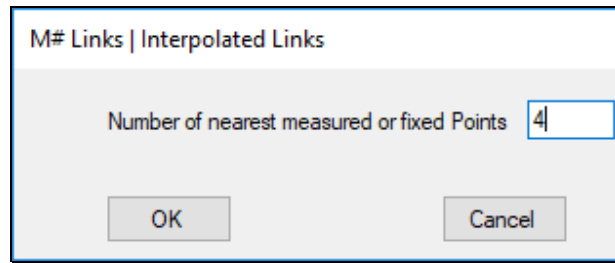 M# Links | Interpolated Links
Number of nearest measured or fixed Points 4
OK Cancel